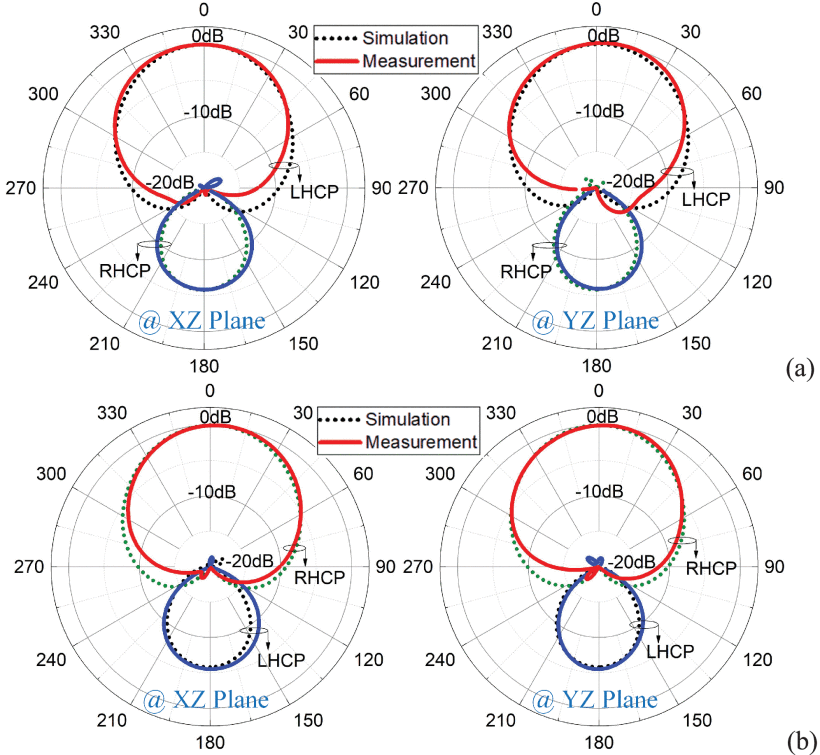 0
330 0dB 30
Simulation
Measurement
300 -10dB 60
270 -20dB LHCP 90
RHCP
240 120
@ XZ Plane
210 150
180
0
330 0dB 30
300 -10dB 60
270 -20dB 90
LHCP
RHCP
240 120
@ YZ Plane
210 150
180
(a)
0
330 0dB 30
Simulation
Measurement
300 -10dB 60
270 -20dB 90
RHCP
240 LHCP 120
@ XZ Plane
210 150
180
0
330 0dB 30
300 -10dB 60
270 -20dB RHCP 90
240 LHCP 120
@ YZ Plane
210 150
180
(b)